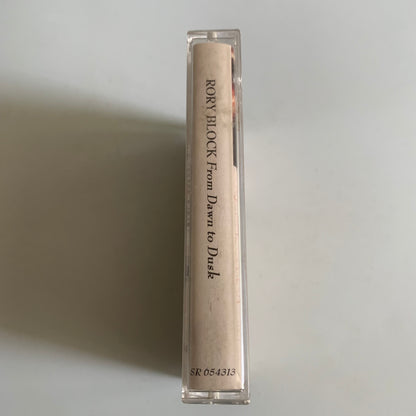 RORY BLOCK From Dawn to Dusk
SR 054313